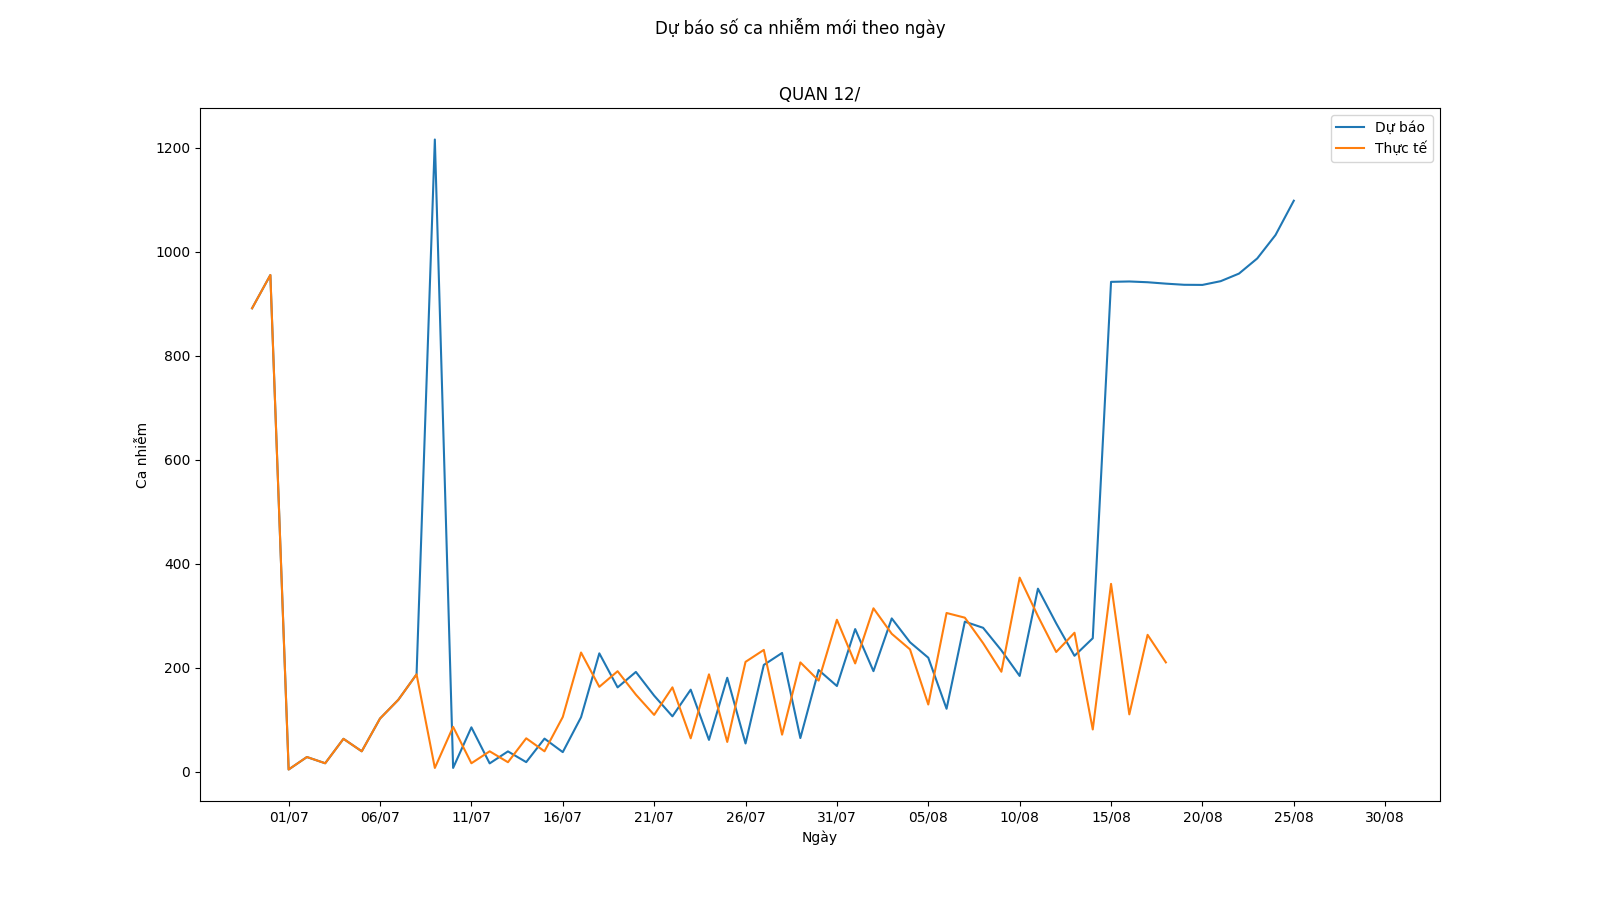 Dự báo số ca nhiễm mới theo ngày
QUAN 12/
Dự báo
Thực tế
1200
1000
800
600
400
200
0
Ca nhiễm
01/07 06/07 11/07 16/07 21/07 26/07 31/07 05/08 10/08 15/08 20/08 25/08 30/08
Ngày